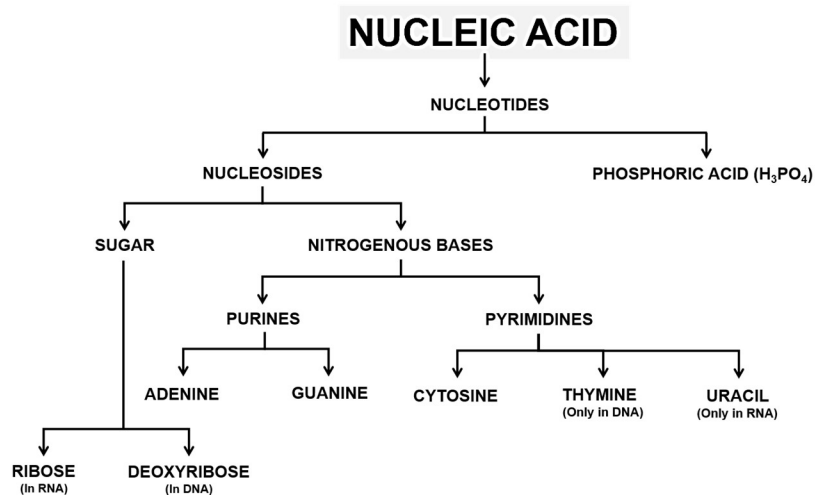 NUCLEIC ACID
NUCLEOTIDES
NUCLEOSIDES
PHOSPHORIC ACID (H₃PO₄)
SUGAR
NITROGENOUS BASES
PURINES
PYRIMIDINES
ADENINE
GUANINE
CYTOSINE
THYMINE
(Only in DNA)
URACIL
(Only in RNA)
RIBOSE
(In RNA)
DEOXYRIBOSE
(In DNA)